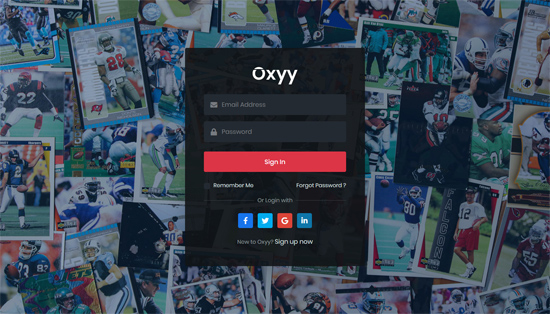 Oxyy
Email Address
Password
Sign In
Remember Me Forgot Password ?
Or Login with
f G in
New to Oxyy? Sign up now